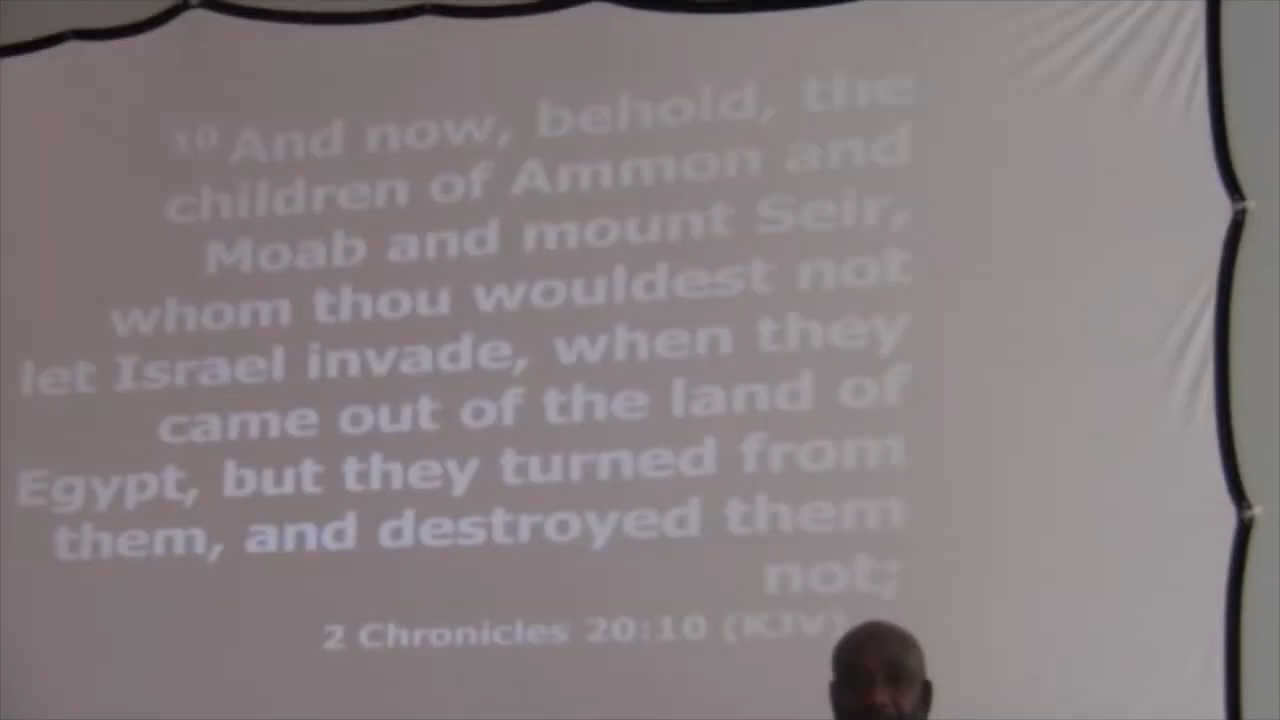 10 And now, behold, the
children of Ammon and
Moab and mount Seir,
whom thou wouldest not
let Israel invade, when they
came out of the land of
Egypt, but they turned from
them, and destroyed them
not;
2 Chronicles 20:10 (KJV)